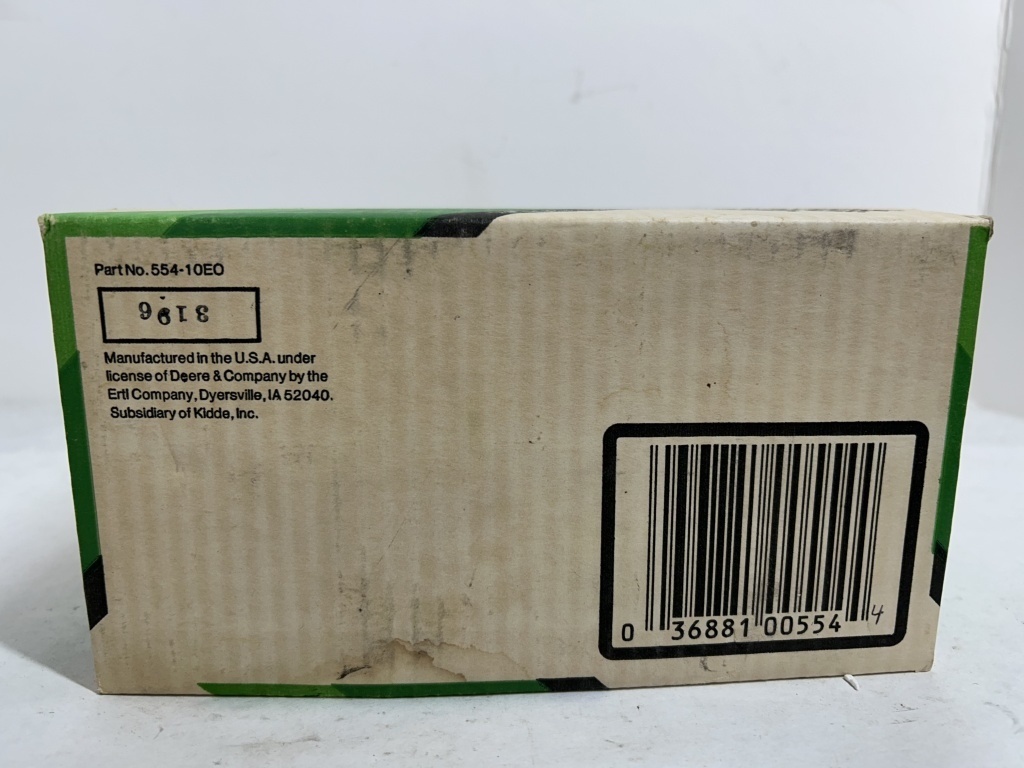 Part No. 554-10EO
Manufactured in the U.S.A. under
license of Deere & Company by the
Ertl Company, Dyersville, IA 52040.
Subsidiary of Kidde, Inc.
0 36881 00554 4